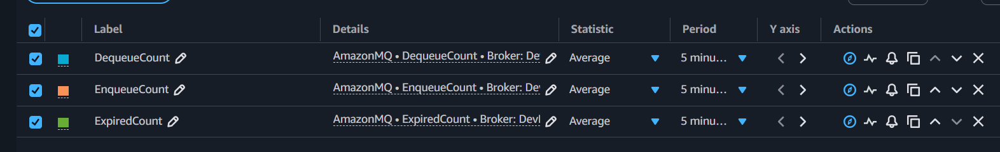 Label Details Statistic Period Y axis Actions
DequeueCount AmazonMQ • DequeueCount • Broker: De Average 5 minu...
EnqueueCount AmazonMQ • EnqueueCount • Broker: De Average 5 minu...
ExpiredCount AmazonMQ • ExpiredCount • Broker: Dev Average 5 minu...